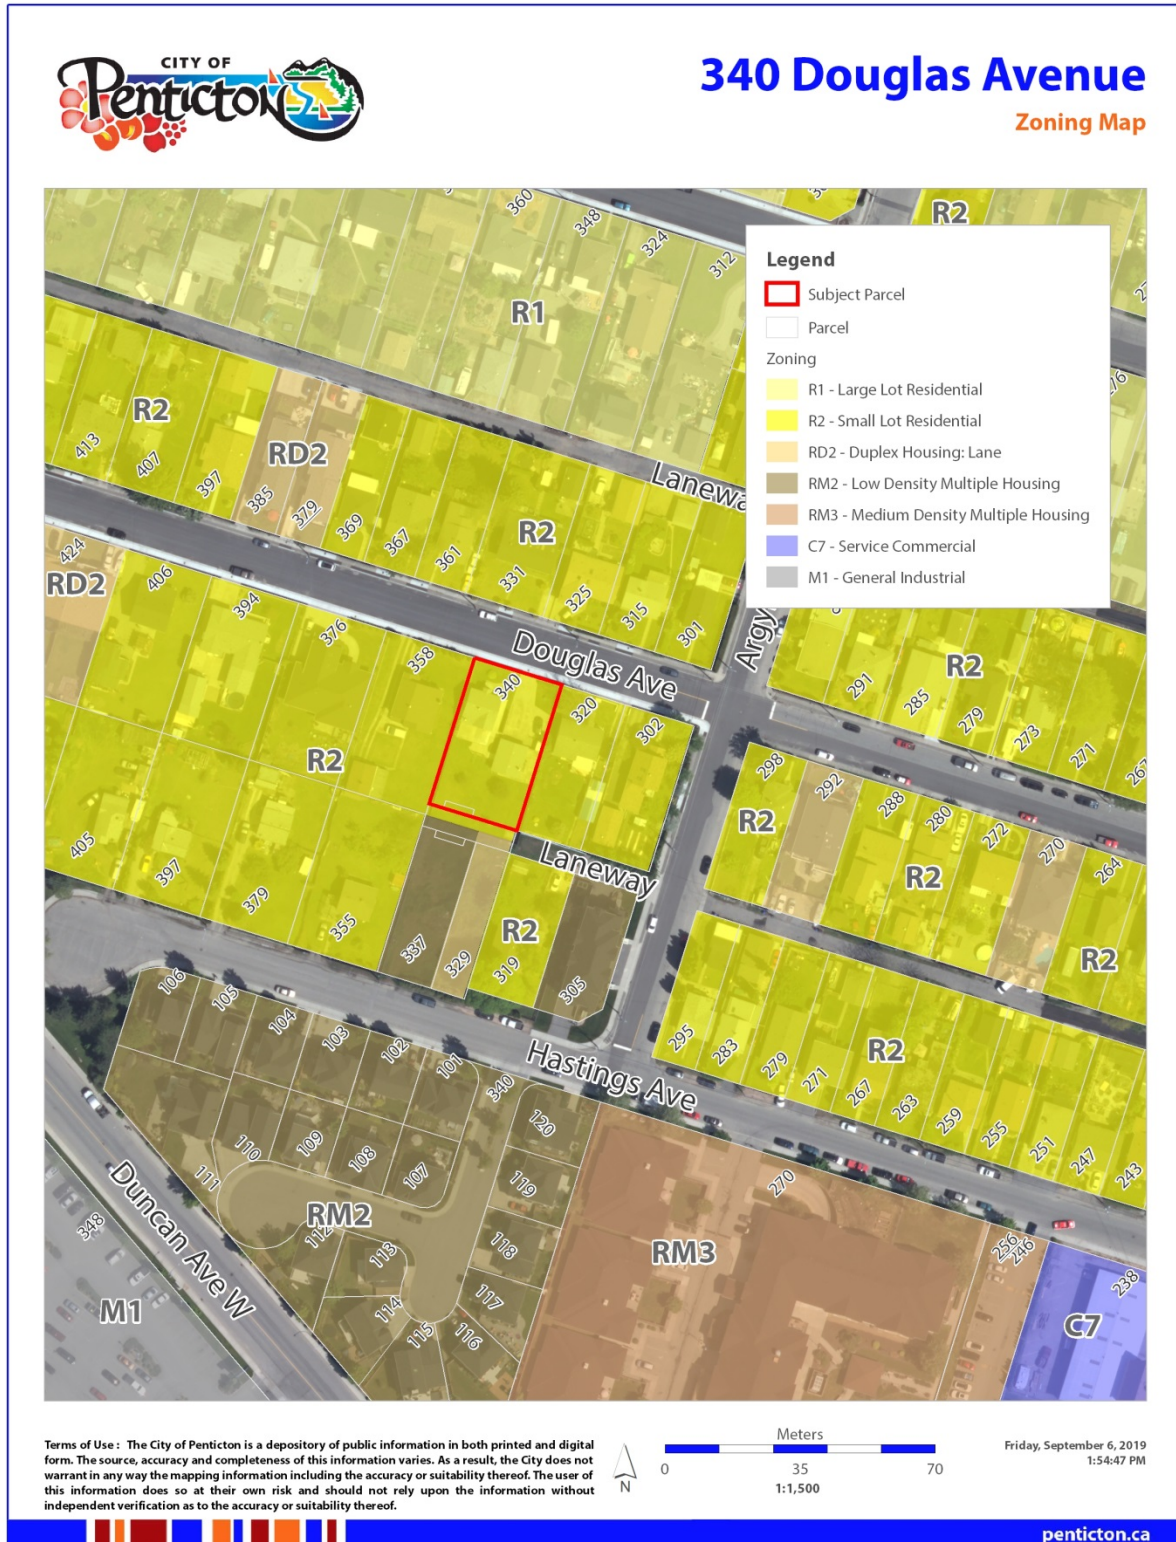 CITY OF
Penticton
340 Douglas Avenue
Zoning Map
360
348
324
312
R2
R1
Legend
Subject Parcel
Parcel
Zoning
R1 - Large Lot Residential
R2 - Small Lot Residential
RD2 - Duplex Housing: Lane
RM2 - Low Density Multiple Housing
RM3 - Medium Density Multiple Housing
C7 - Service Commercial
M1 - General Industrial
R2
413
407
397
RD2
385
379
369
367
361
R2
331
325
315
301
Laneway
424
RD2
406
394
376
358
340
Douglas Ave
320
302
R2
291
285
R2
279
273
271
267
405
397
379
355
R2
337
329
319
R2
305
Laneway
298
R2
292
288
280
272
270
264
R2
R2
295
283
279
271
267
R2
263
259
255
251
247
243
Hastings Ave
106
105
104
103
102
101
340
120
111
110
109
108
107
119
RM2
112
113
118
114
115
116
117
Duncan Ave W
348
M1
270
RM3
256
246
238
C7
Terms of Use : The City of Penticton is a depository of public information in both printed and digital
form. The source, accuracy and completeness of this information varies. As a result, the City does not
warrant in any way the mapping information including the accuracy or suitability thereof. The user of
this information does so at their own risk and should not rely upon the information without
independent verification as to the accuracy or suitability thereof.
N
Meters
0
35
70
1:1,500
Friday, September 6, 2019
1:54:47 PM
penticton.ca